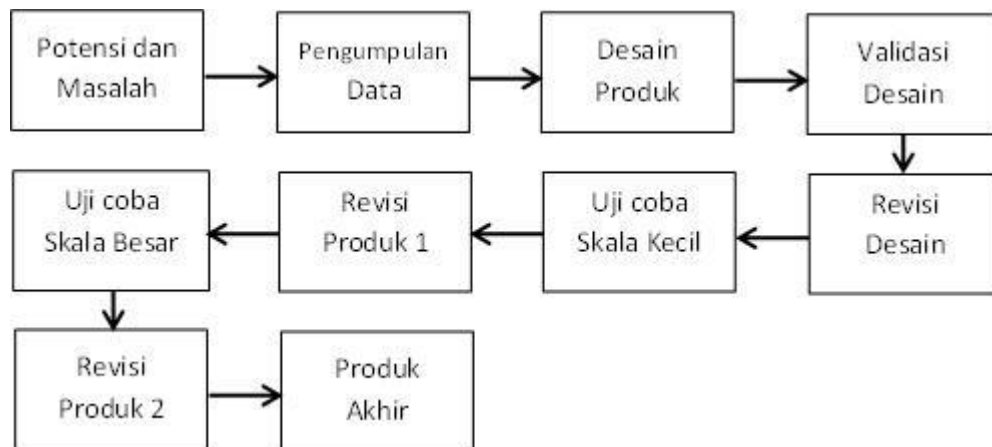 Potensi dan
Masalah
Pengumpulan
Data
Desain
Produk
Validasi
Desain
Revisi
Desain
Uji coba
Skala Kecil
Revisi
Produk 1
Uji coba
Skala Besar
Revisi
Produk 2
Produk
Akhir